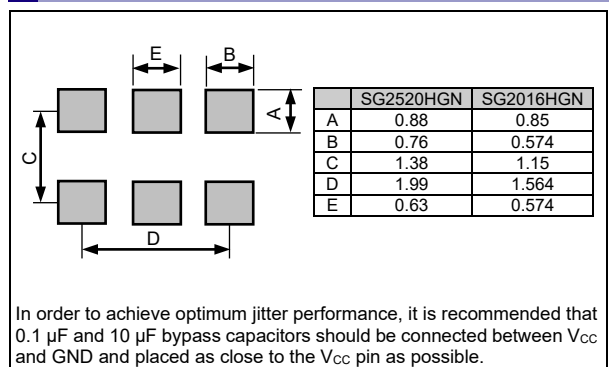 E B
A
C
D
SG2520HGN SG2016HGN
A 0.88 0.85
B 0.76 0.574
C 1.38 1.15
D 1.99 1.564
E 0.63 0.574
In order to achieve optimum jitter performance, it is recommended that
0.1 µF and 10 µF bypass capacitors should be connected between Vcc
and GND and placed as close to the Vcc pin as possible.